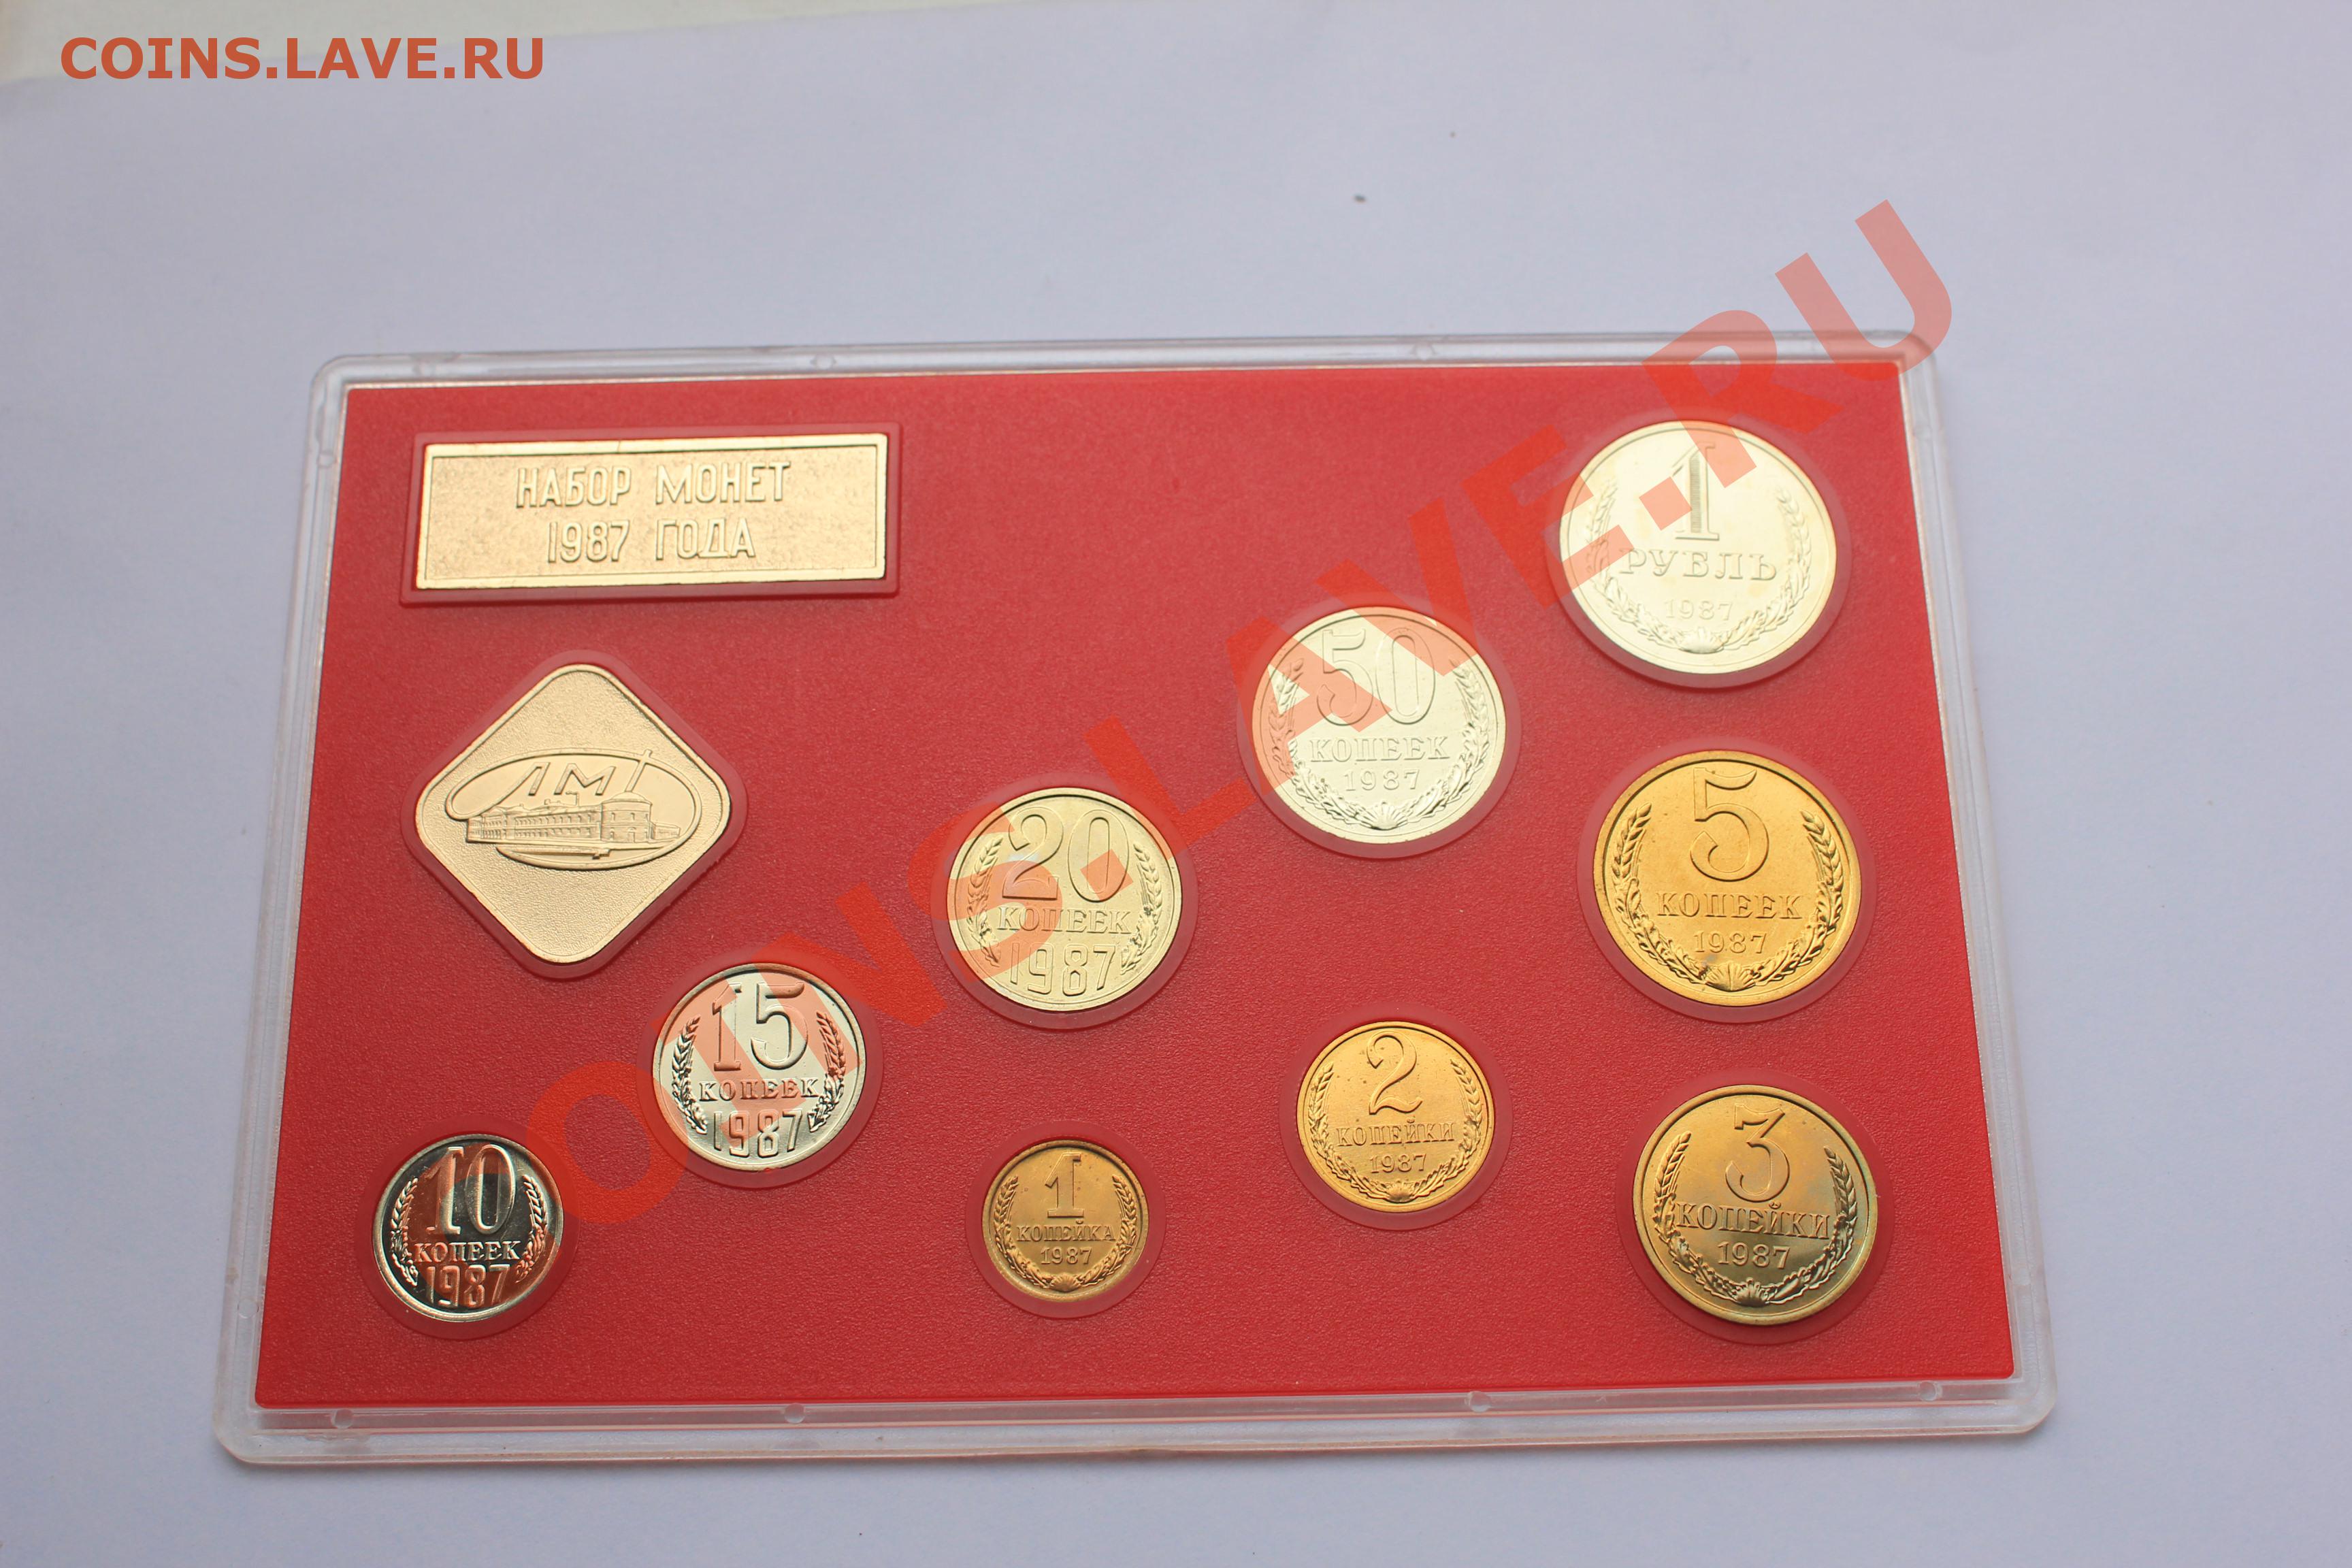 COINS.LAVE.RU
НАБОР МОНЕТ
1987 ГОДА
ЛМД
1
РУБЛЬ
1987
50
КОПЕЕК
1987
5
КОПЕЕК
1987
20
КОПЕЕК
1987
15
КОПЕЕК
1987
2
КОПЕЙКИ
1987
3
КОПЕЙКИ
1987
10
КОПЕЕК
1987
1
КОПЕЙКА
1987
COINS.LAVE.RU